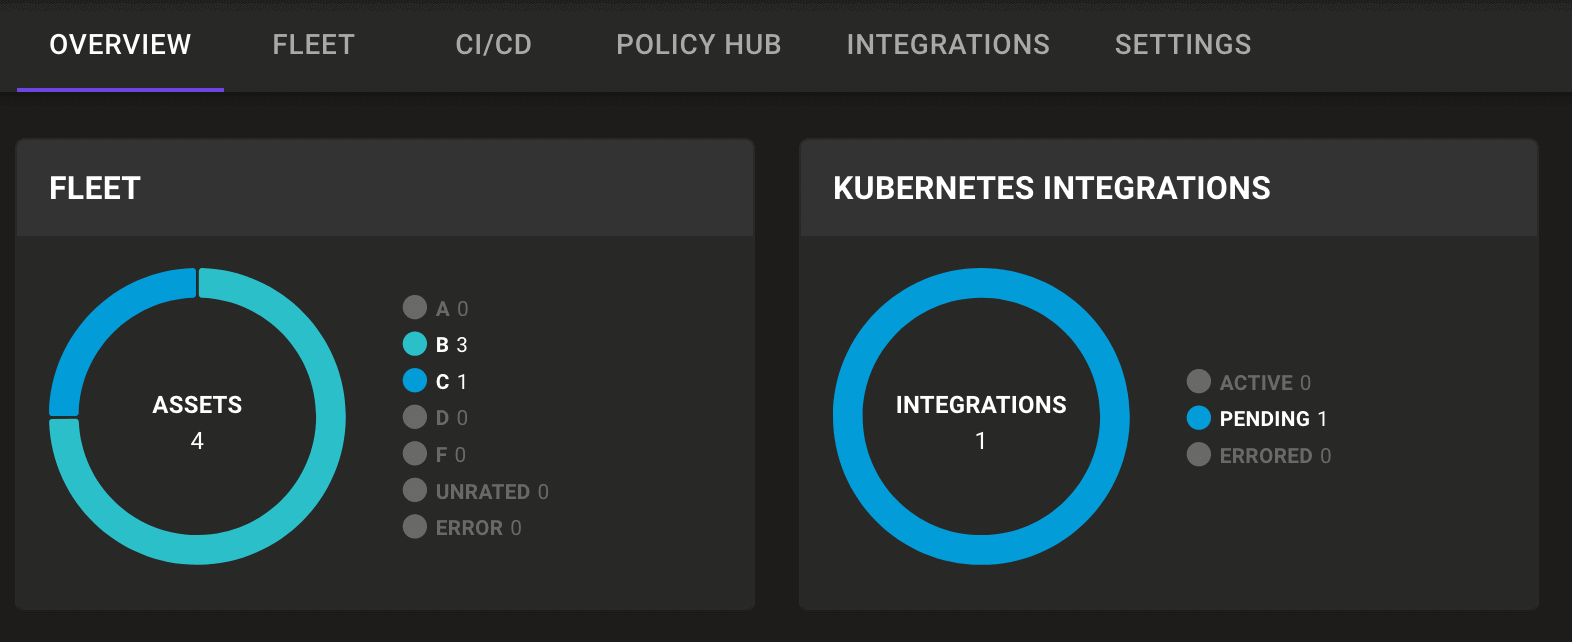 OVERVIEW FLEET CI/CD POLICY HUB INTEGRATIONS SETTINGS
FLEET
ASSETS
4
A 0
B 3
C 1
D 0
F 0
UNRATED 0
ERROR 0
KUBERNETES INTEGRATIONS
INTEGRATIONS
1
ACTIVE 0
PENDING 1
ERRORED 0